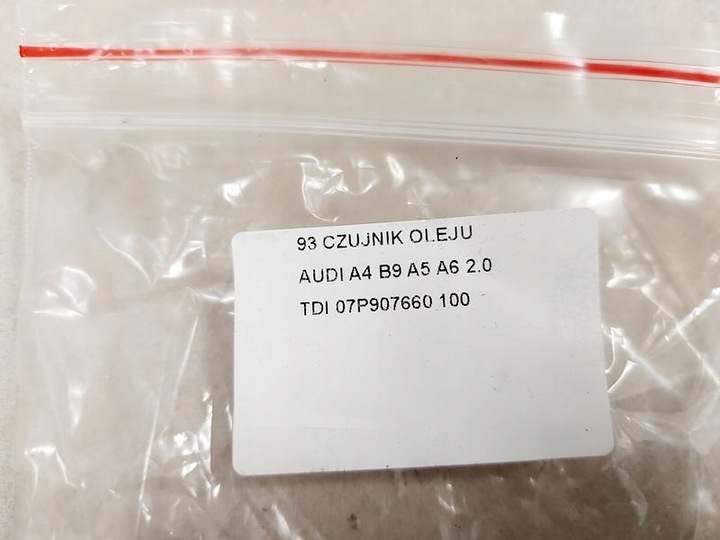 93 CZUJNIK OLEJU
AUDI A4 B9 A5 A6 2.0
TDI 07P907660 100